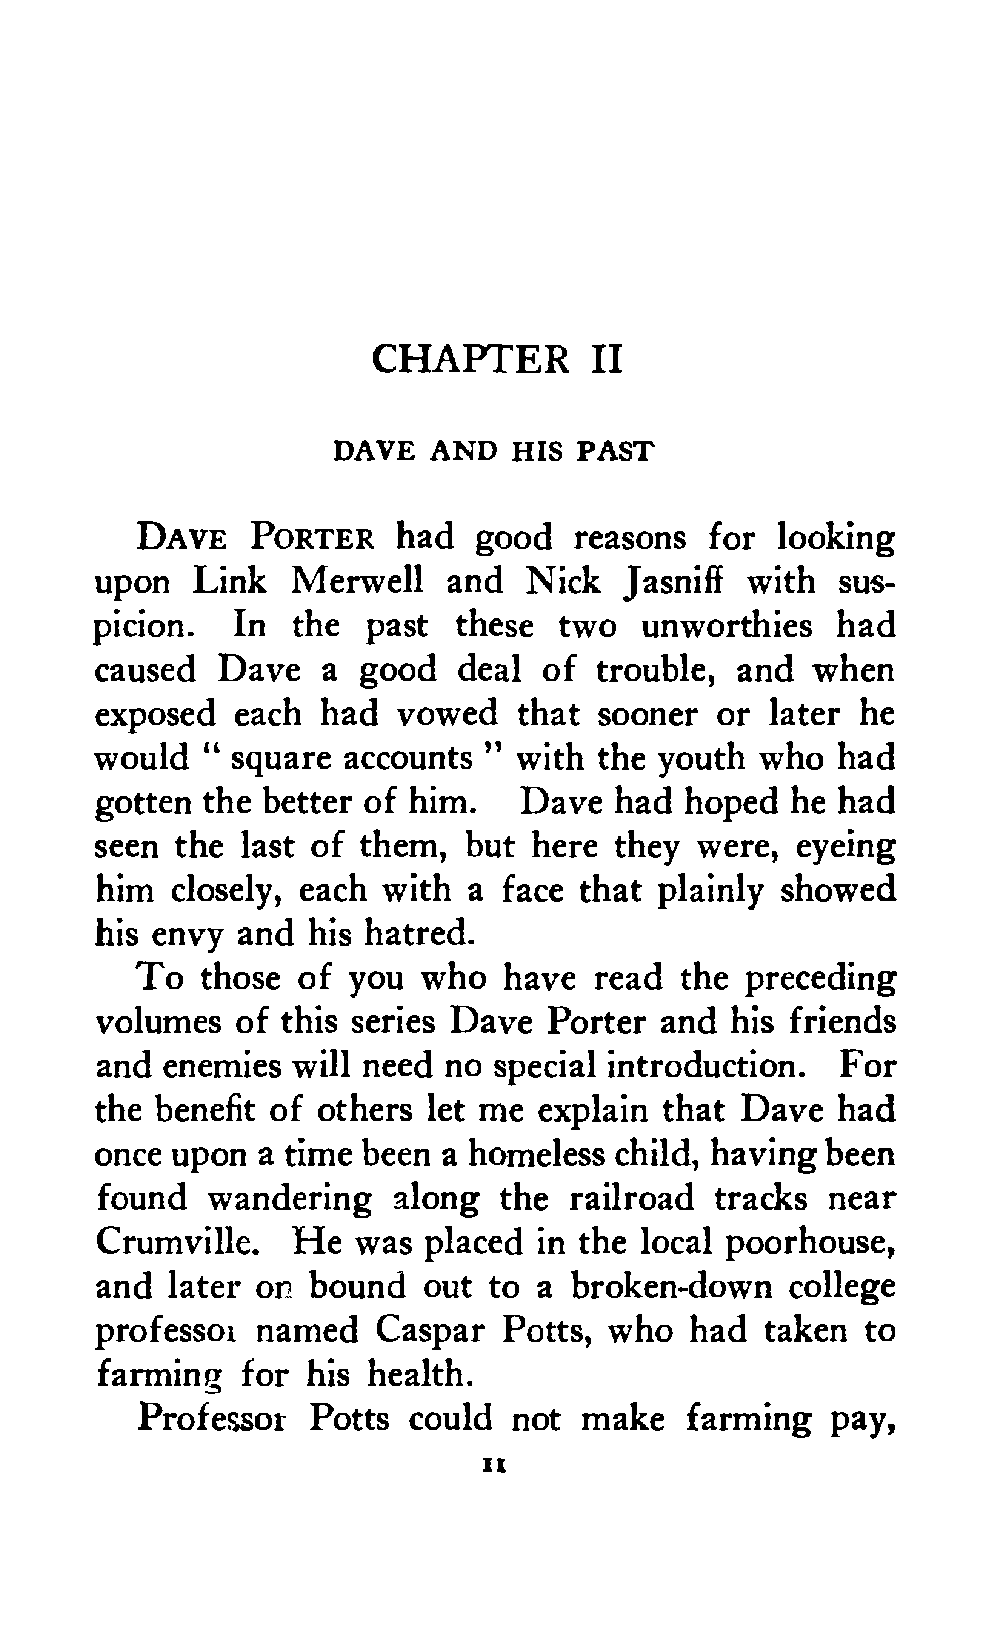 CHAPTER II
DAVE AND HIS PAST
DAVE PORTER had good reasons for looking
upon Link Merwell and Nick Jasniff with sus-
picion. In the past these two unworthies had
caused Dave a good deal of trouble, and when
exposed each had vowed that sooner or later he
would " square accounts " with the youth who had
gotten the better of him. Dave had hoped he had
seen the last of them, but here they were, eyeing
him closely, each with a face that plainly showed
his envy and his hatred.
To those of you who have read the preceding
volumes of this series Dave Porter and his friends
and enemies will need no special introduction. For
the benefit of others let me explain that Dave had
once upon a time been a homeless child, having been
found wandering along the railroad tracks near
Crumville. He was placed in the local poorhouse,
and later on bound out to a broken-down college
professor named Caspar Potts, who had taken to
farming for his health.
Professor Potts could not make farming pay,
11